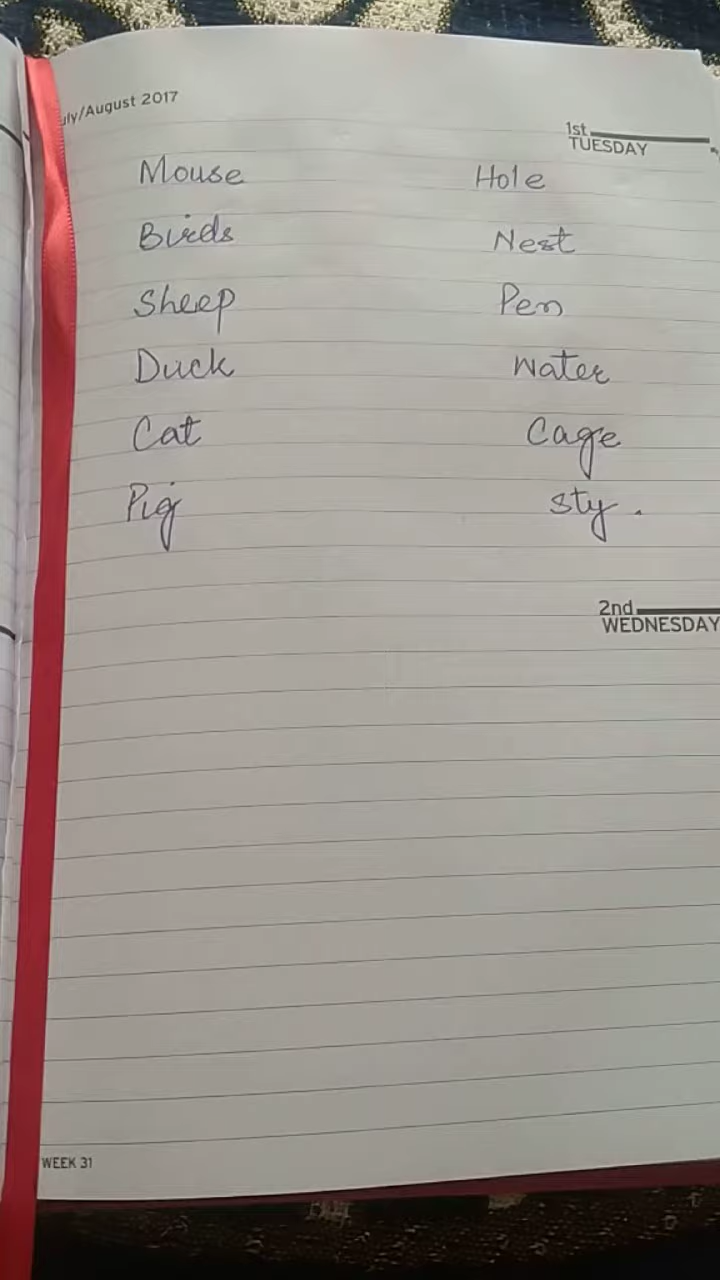 uly/August 2017
1st
TUESDAY
Mouse Hole
Birds Nest
Sheep Pen
Duck Water
Cat Cage
Pig Sty .
2nd
WEDNESDAY
WEEK 31